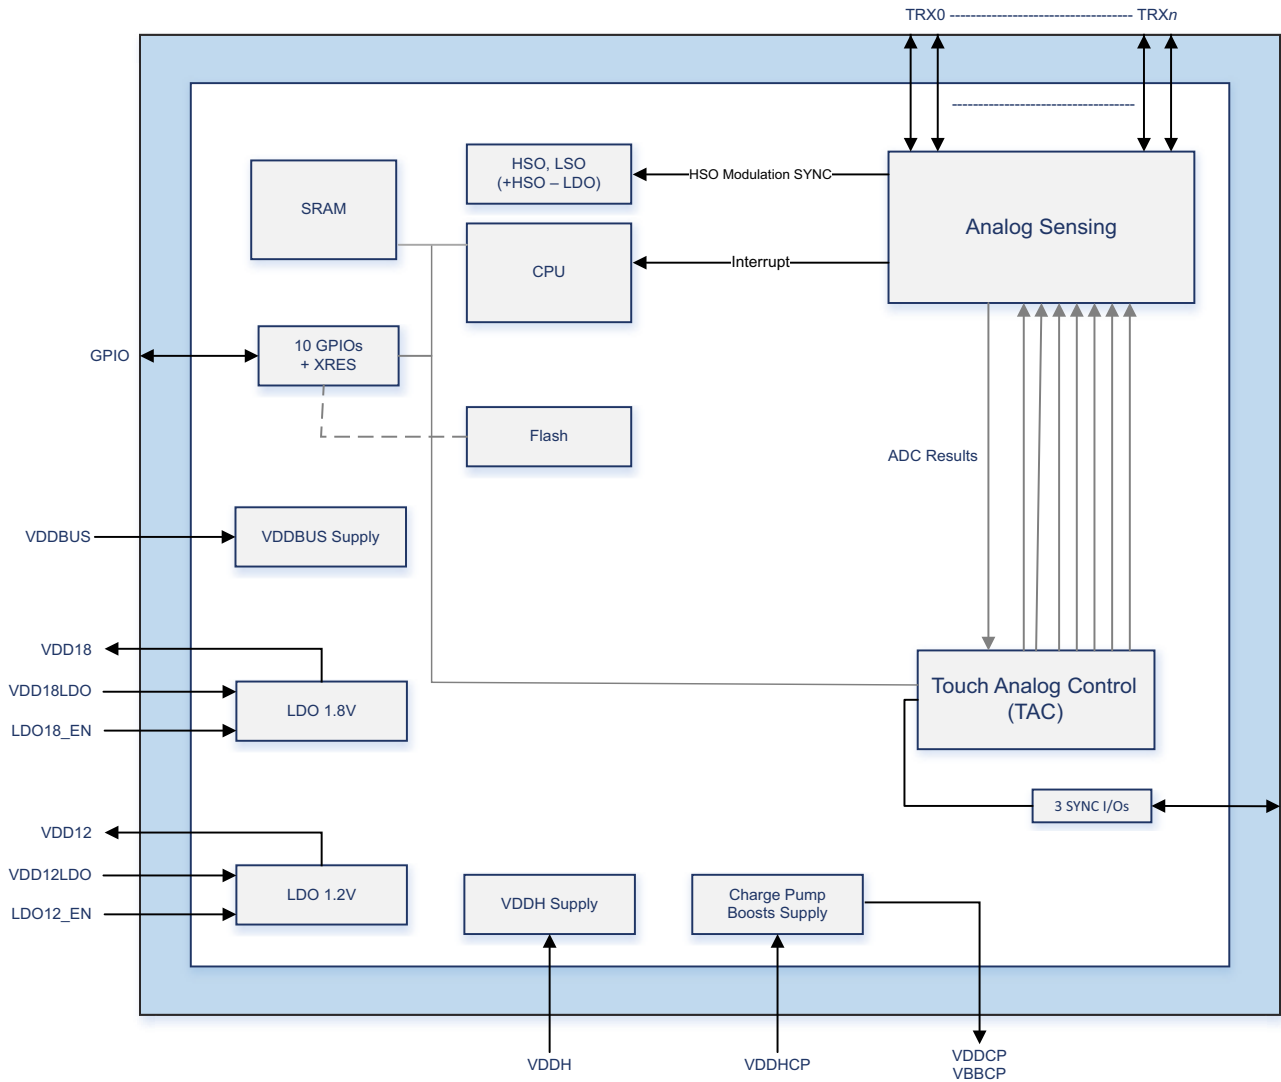 TRX0 ---------------------------------- TRXn
----------------------------------
HSO, LSO
(+HSO – LDO)
HSO Modulation SYNC
SRAM
Analog Sensing
CPU
Interrupt
GPIO
10 GPIOs
+ XRES
Flash
ADC Results
VDDBUS
VDDBUS Supply
VDD18
VDD18LDO
LDO18_EN
LDO 1.8V
Touch Analog Control
(TAC)
3 SYNC I/Os
VDD12
VDD12LDO
LDO12_EN
LDO 1.2V
VDDH Supply
Charge Pump
Boosts Supply
VDDH
VDDHCP
VDDCP
VBBCP